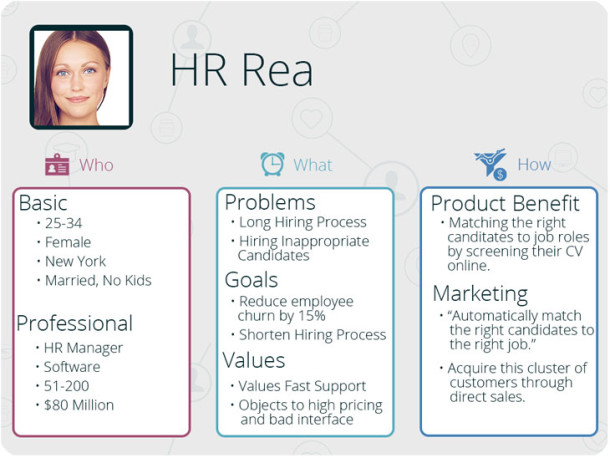 HR Rea
Who
Basic
• 25-34
• Female
• New York
• Married, No Kids
Professional
• HR Manager
• Software
• 51-200
• $80 Million
What
Problems
• Long Hiring Process
• Hiring Inappropriate
Candidates
Goals
• Reduce employee
churn by 15%
• Shorten Hiring Process
Values
• Values Fast Support
• Objects to high pricing
and bad interface
How
Product Benefit
• Matching the right
canditates to job roles
by screening their CV
online.
Marketing
• “Automatically match
the right candidates to
the right job.”
• Acquire this cluster of
customers through
direct sales.